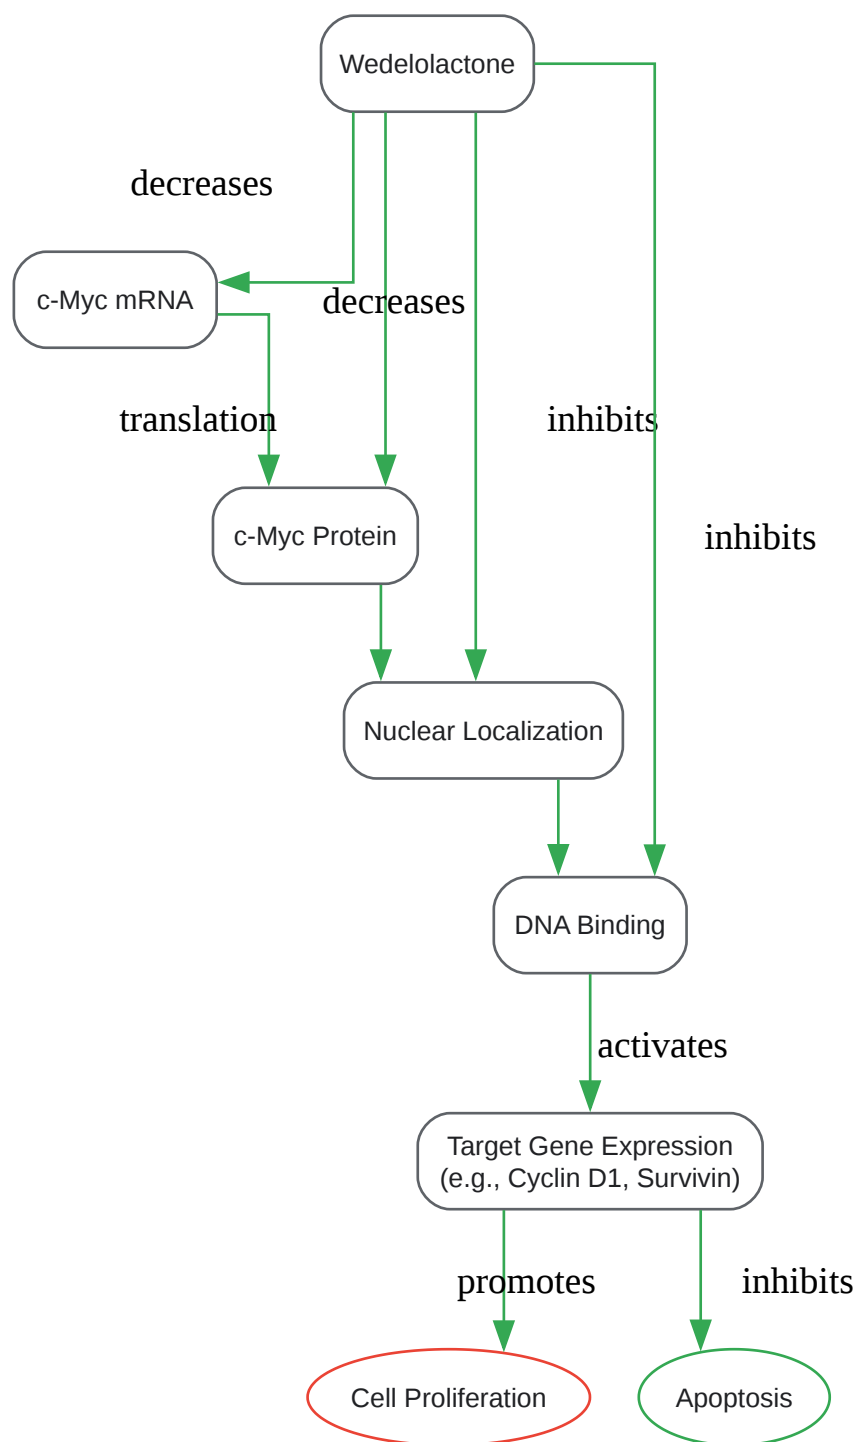 Wedelolactone
decreases
c-Myc mRNA
decreases
translation
inhibits
c-Myc Protein
inhibits
Nuclear Localization
DNA Binding
activates
Target Gene Expression
(e.g., Cyclin D1, Survivin)
promotes
inhibits
Cell Proliferation
Apoptosis